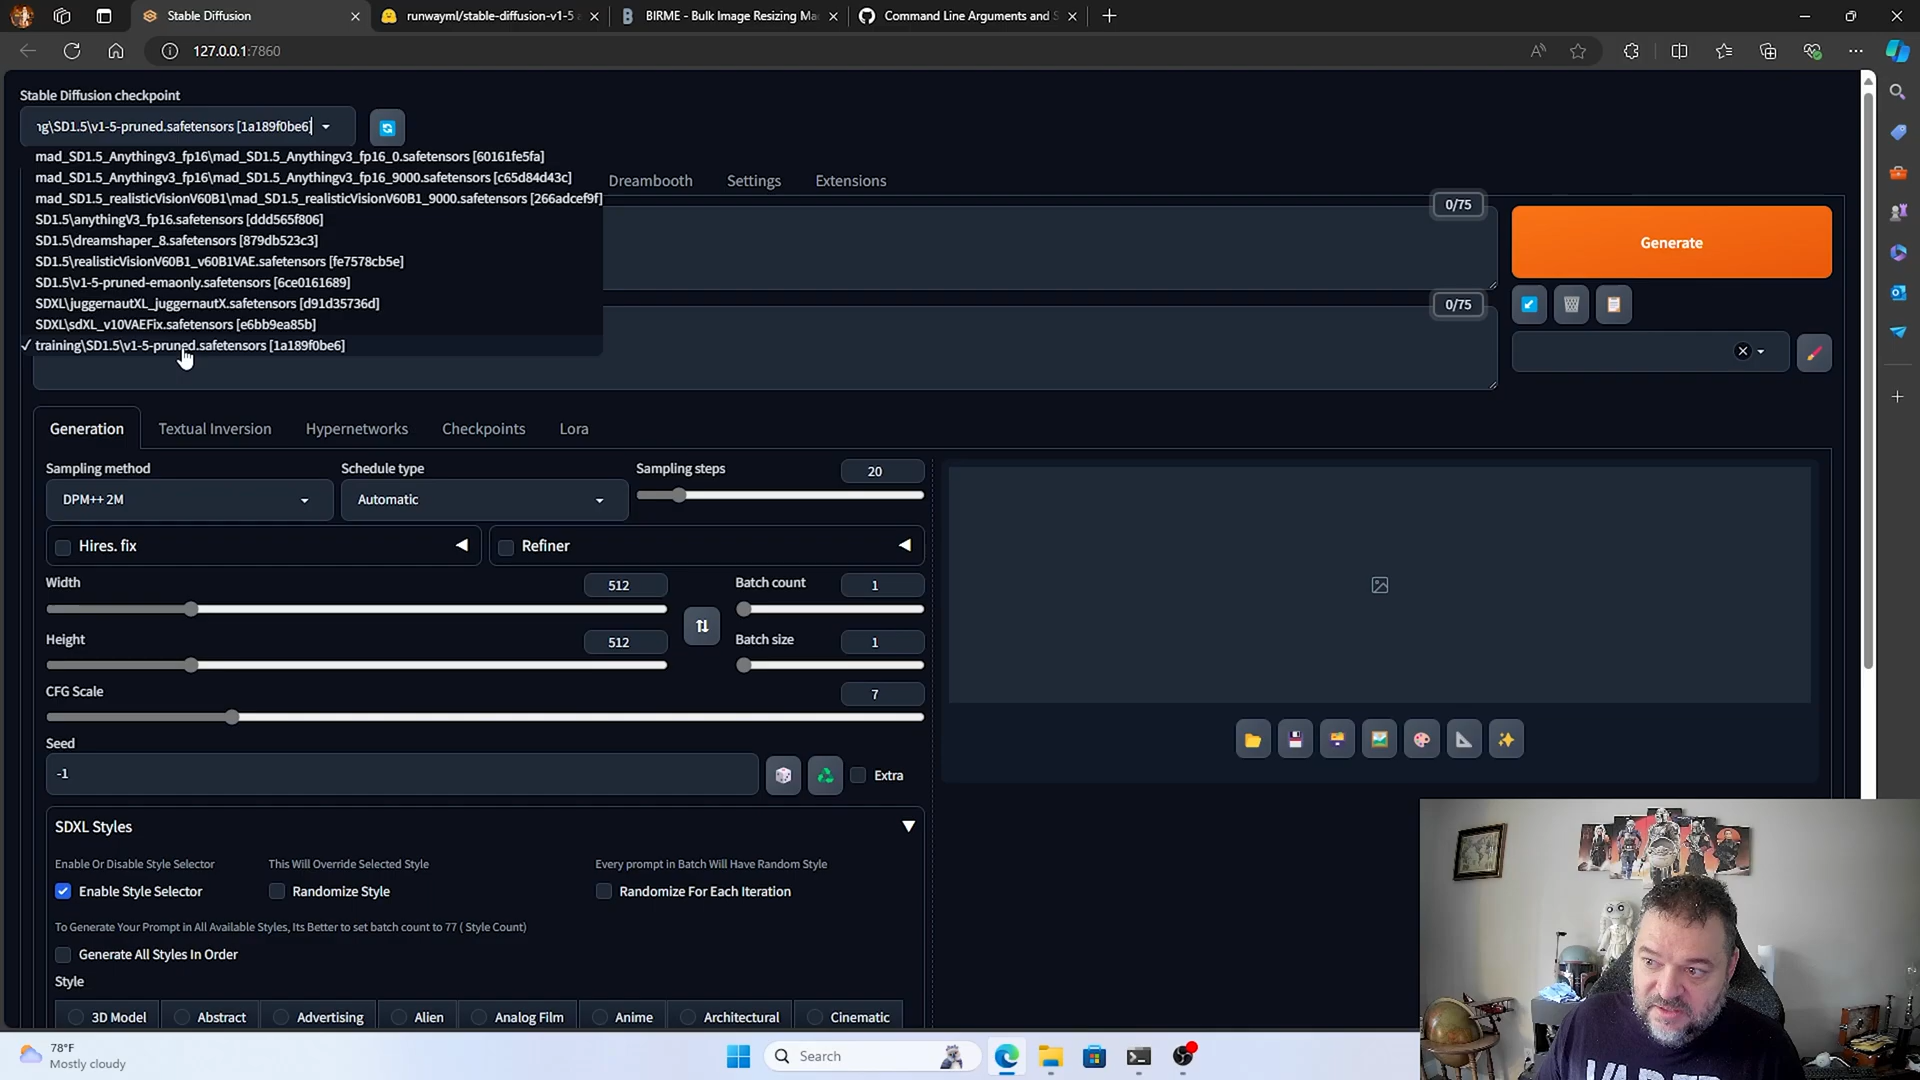 Stable Diffusion
runwayml/stable-diffusion-v1-5
BIRME - Bulk Image Resizing Ma
Command Line Arguments and S
127.0.0.1:7860
Stable Diffusion checkpoint
\SD1.5\v1-5-pruned.safetensors [1a189f0be6]
mad_SD1.5_Anythingv3_fp16\mad_SD1.5_Anythingv3_fp16_0.safetensors [60161fe5fa]
mad_SD1.5_Anythingv3_fp16\mad_SD1.5_Anythingv3_fp16_9000.safetensors [c65d84d43c]
mad_SD1.5_realisticVisionV60B1\mad_SD1.5_realisticVisionV60B1_9000.safetensors [266adcef9f]
SD1.5\anythingV3_fp16.safetensors [ddd565f806]
SD1.5\dreamshaper_8.safetensors [879db523c3]
SD1.5\realisticVisionV60B1_v60B1VAE.safetensors [fe7578cb5e]
SD1.5\v1-5-pruned-emaonly.safetensors [6ce0161689]
SDXL\juggernautXL_juggernautX.safetensors [d91d35736d]
SDXL\sdXL_v10VAEFix.safetensors [e6bb9ea85b]
✓ training\SD1.5\v1-5-pruned.safetensors [1a189f0be6]
Dreambooth
Settings
Extensions
0/75
0/75
Generate
Generation
Textual Inversion
Hypernetworks
Checkpoints
Lora
Sampling method
Schedule type
Sampling steps
20
DPM++ 2M
Automatic
Hires. fix
Refiner
Width
512
Batch count
1
Height
512
Batch size
1
CFG Scale
7
Seed
-1
Extra
SDXL Styles
Enable Or Disable Style Selector
This Will Override Selected Style
Every prompt in Batch Will Have Random Style
Enable Style Selector
Randomize Style
Randomize For Each Iteration
To Generate Your Prompt in All Available Styles, Its Better to set batch count to 77 ( Style Count)
Generate All Styles In Order
Style
3D Model
Abstract
Advertising
Alien
Analog Film
Anime
Architectural
Cinematic
78°F
Mostly cloudy
Search